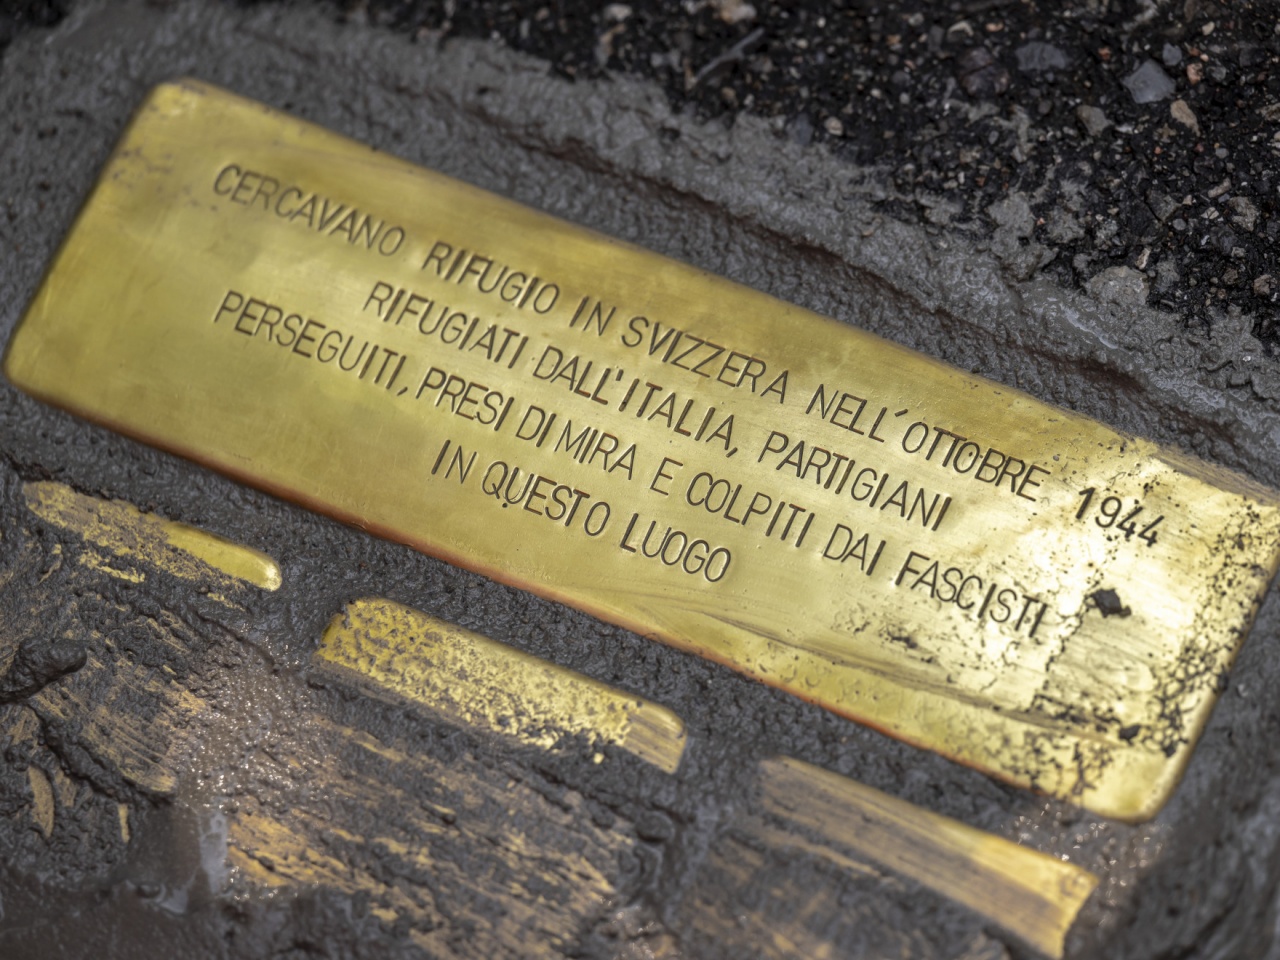 CERCAVANO RIFUGIO IN SVIZZERA NELL´OTTOBRE 1944
RIFUGIATI DALL'ITALIA, PARTIGIANI
PERSEGUITI, PRESI DI MIRA E COLPITI DAI FASCISTI
IN QUESTO LUOGO